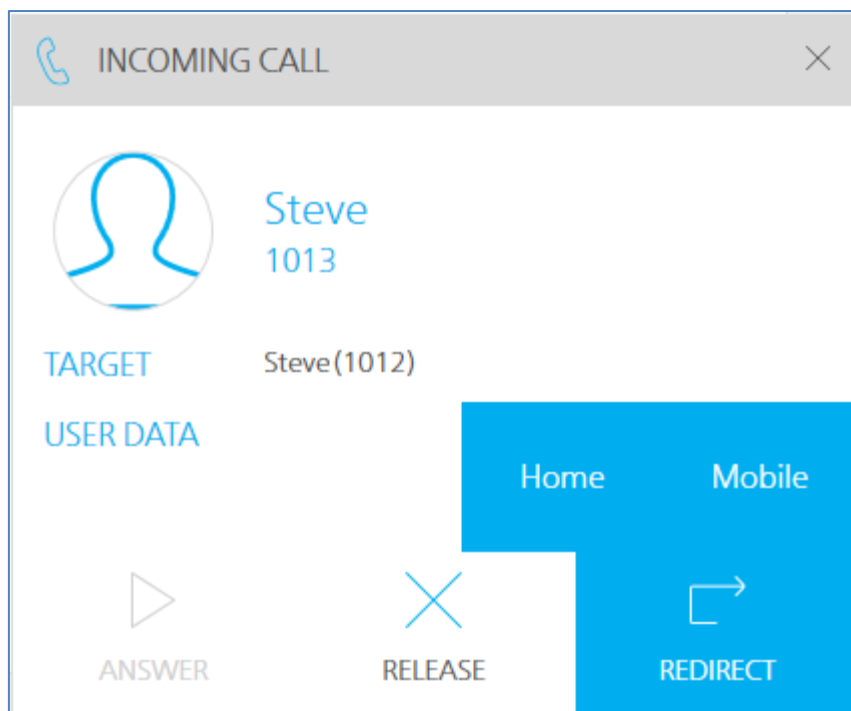 INCOMING CALL
Steve
1013
TARGET Steve (1012)
USER DATA
Home Mobile
ANSWER RELEASE REDIRECT